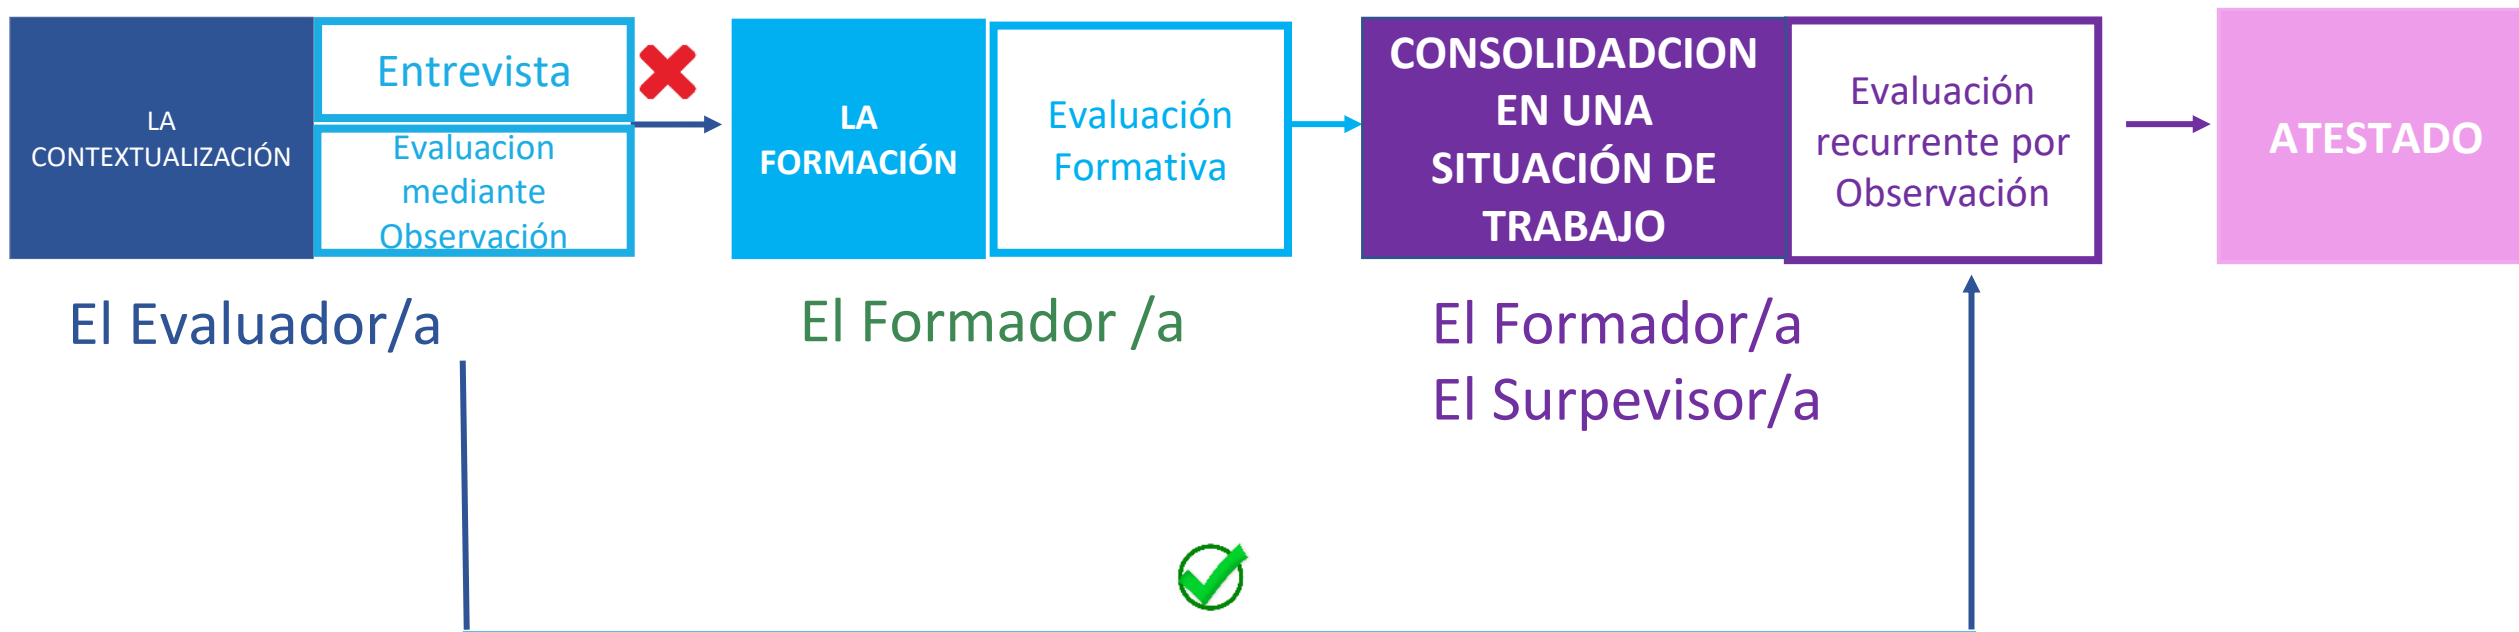 LA
CONTEXTUALIZACIÓN
Entrevista
Evaluacion
mediante
Observación
LA
FORMACIÓN
Evaluación
Formativa
CONSOLIDADCION
EN UNA
SITUACIÓN DE
TRABAJO
Evaluación
recurrente por
Observación
ATESTADO
El Evaluador/a
El Formador /a
El Formador/a
El Surpevisor/a